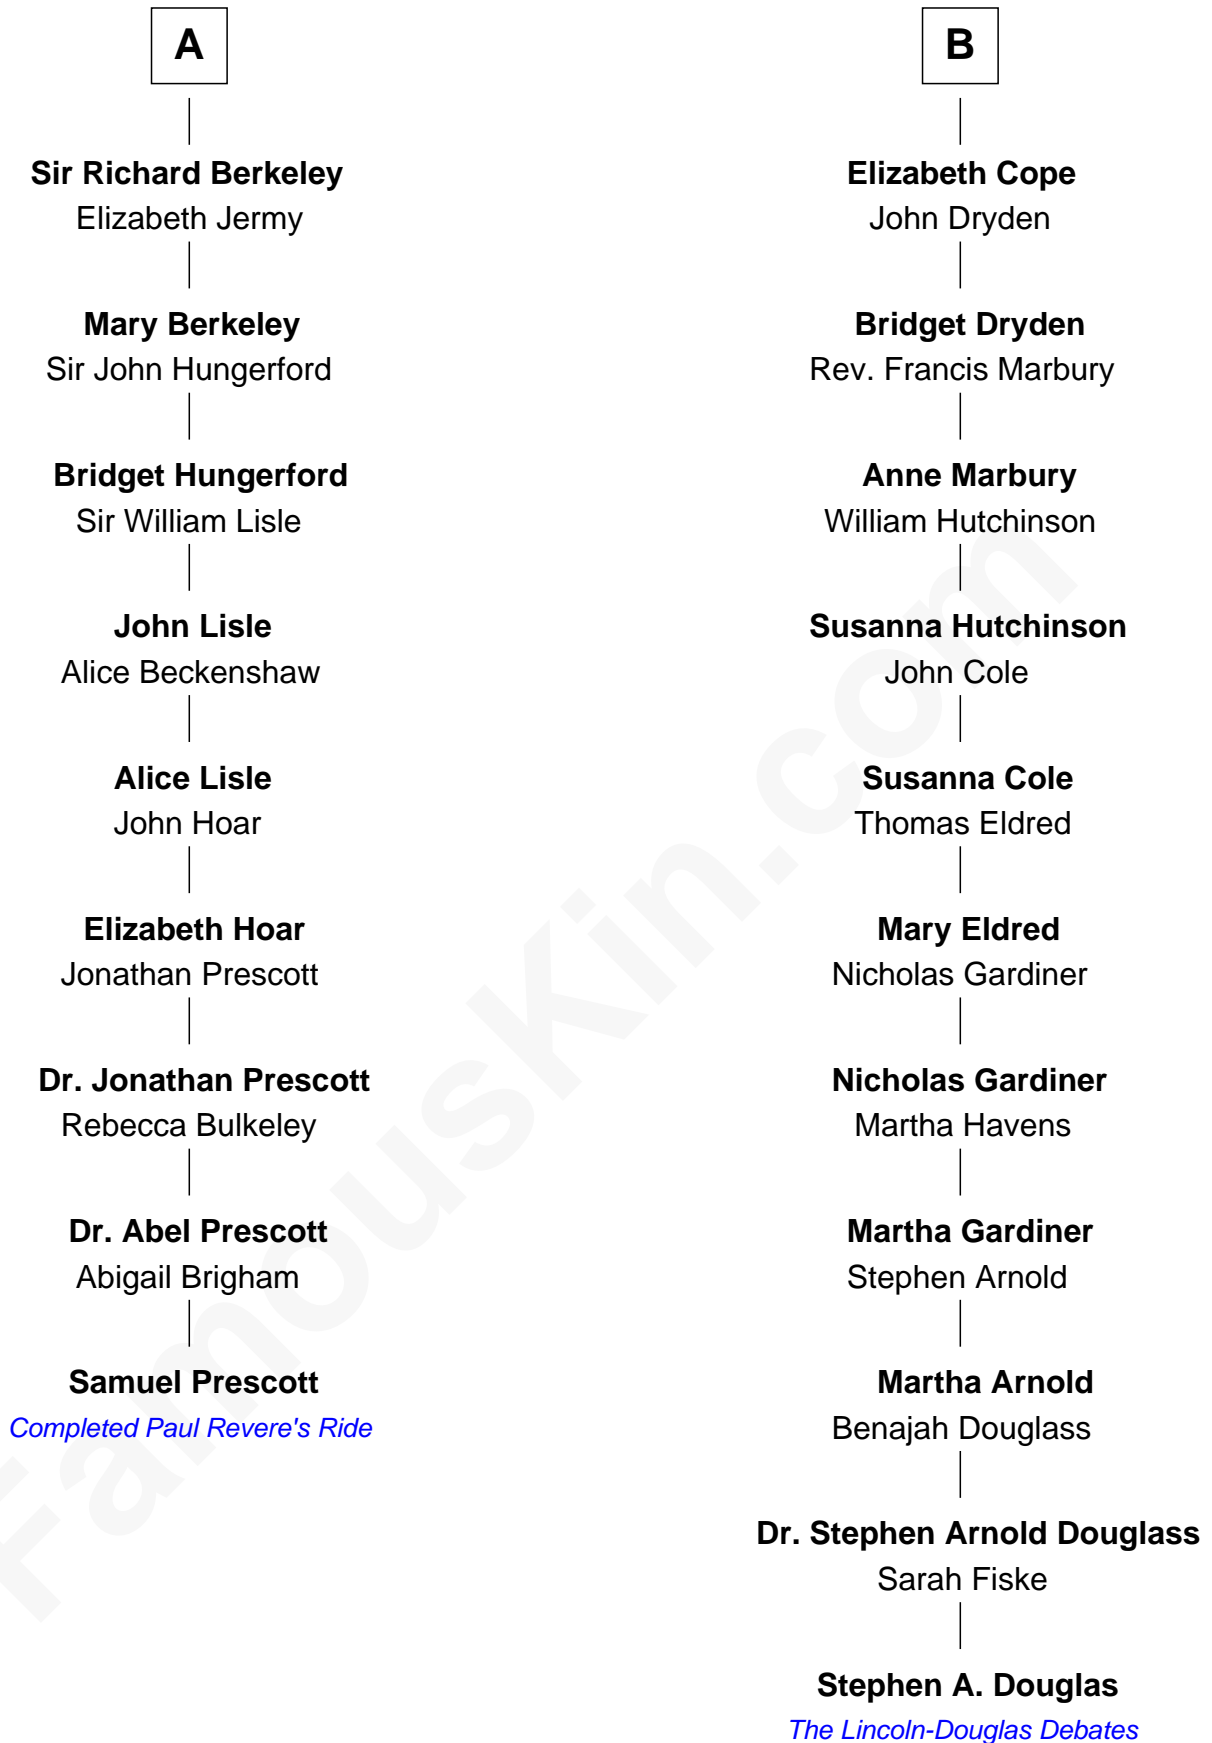 A
Sir Richard Berkeley
Elizabeth Jermy
Mary Berkeley
Sir John Hungerford
Bridget Hungerford
Sir William Lisle
John Lisle
Alice Beckenshaw
Alice Lisle
John Hoar
Elizabeth Hoar
Jonathan Prescott
Dr. Jonathan Prescott
Rebecca Bulkeley
Dr. Abel Prescott
Abigail Brigham
Samuel Prescott
Completed Paul Revere's Ride
B
Elizabeth Cope
John Dryden
Bridget Dryden
Rev. Francis Marbury
Anne Marbury
William Hutchinson
Susanna Hutchinson
John Cole
Susanna Cole
Thomas Eldred
Mary Eldred
Nicholas Gardiner
Nicholas Gardiner
Martha Havens
Martha Gardiner
Stephen Arnold
Martha Arnold
Benajah Douglass
Dr. Stephen Arnold Douglass
Sarah Fiske
Stephen A. Douglas
The Lincoln-Douglas Debates
FamousKin.com